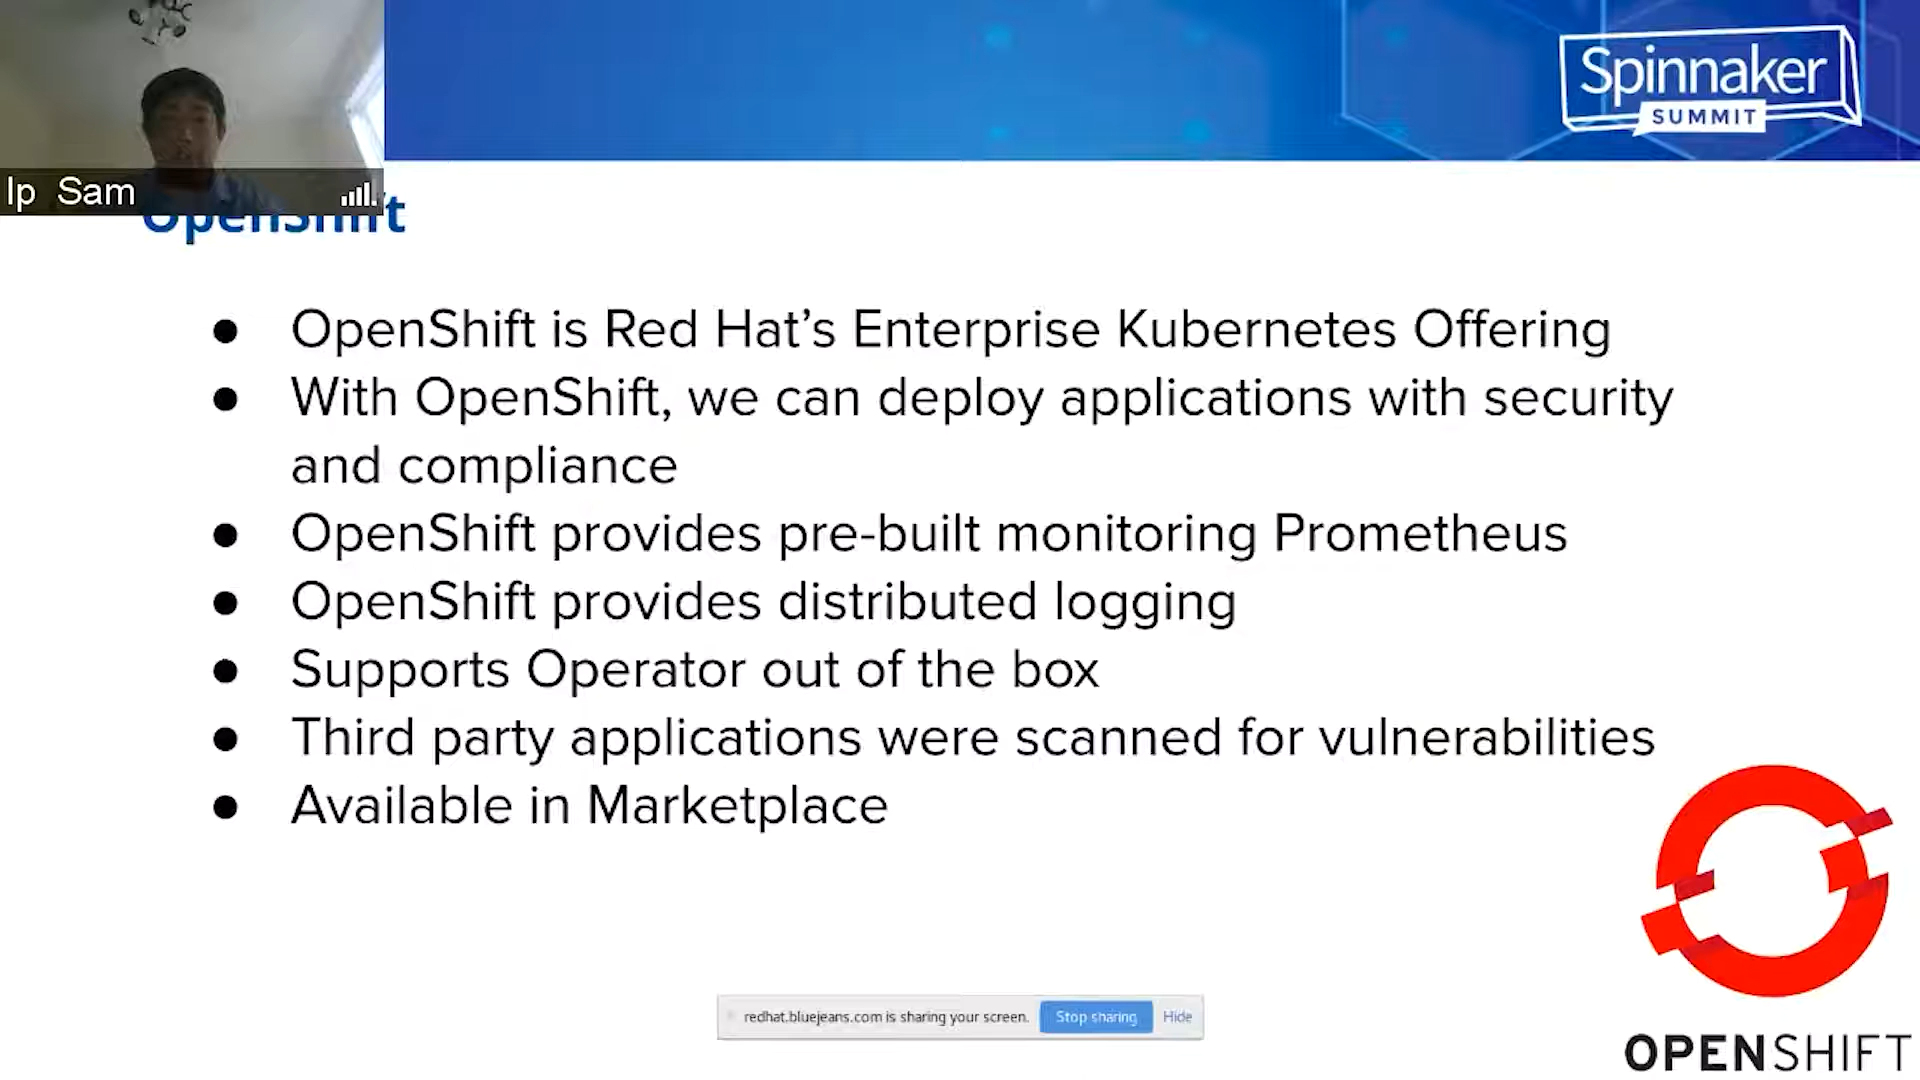 Spinnaker
SUMMIT
Ip Sam
OpenShift
● OpenShift is Red Hat’s Enterprise Kubernetes Offering
● With OpenShift, we can deploy applications with security
and compliance
● OpenShift provides pre-built monitoring Prometheus
● OpenShift provides distributed logging
● Supports Operator out of the box
● Third party applications were scanned for vulnerabilities
● Available in Marketplace
redhat.bluejeans.com is sharing your screen. Stop sharing Hide
OPENSHIFT